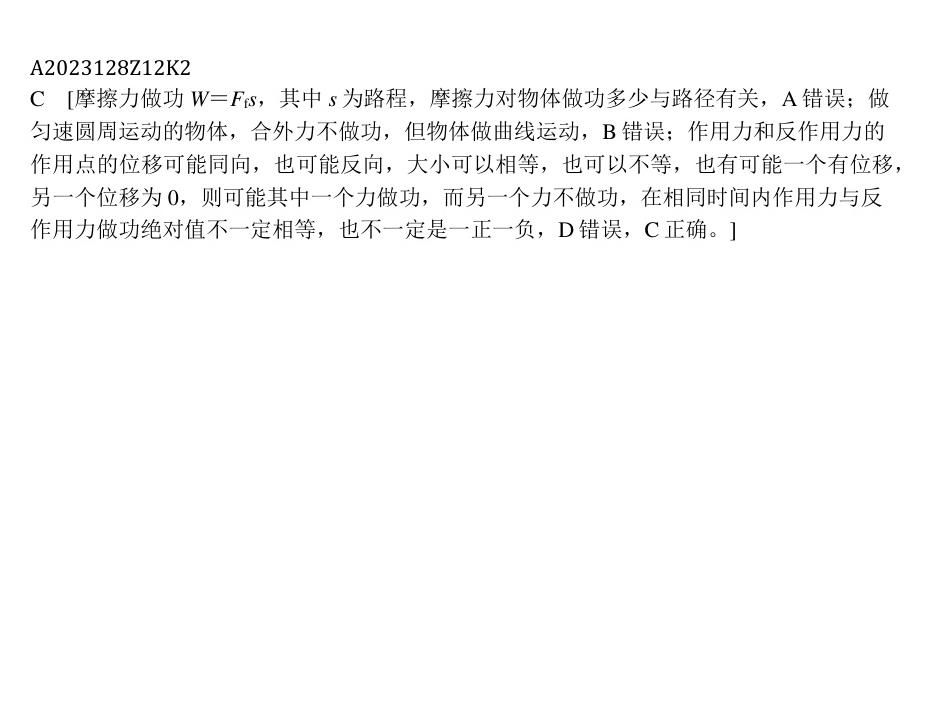 A2023128Z12K2
C　[摩擦力做功 W＝Ffs，其中 s 为路程，摩擦力对物体做功多少与路径有关，A 错误；做
匀速圆周运动的物体，合外力不做功，但物体做曲线运动，B 错误；作用力和反作用力的
作用点的位移可能同向，也可能反向，大小可以相等，也可以不等，也有可能一个有位移，
另一个位移为 0，则可能其中一个力做功，而另一个力不做功，在相同时间内作用力与反
作用力做功绝对值不一定相等，也不一定是一正一负，D 错误，C 正确。]